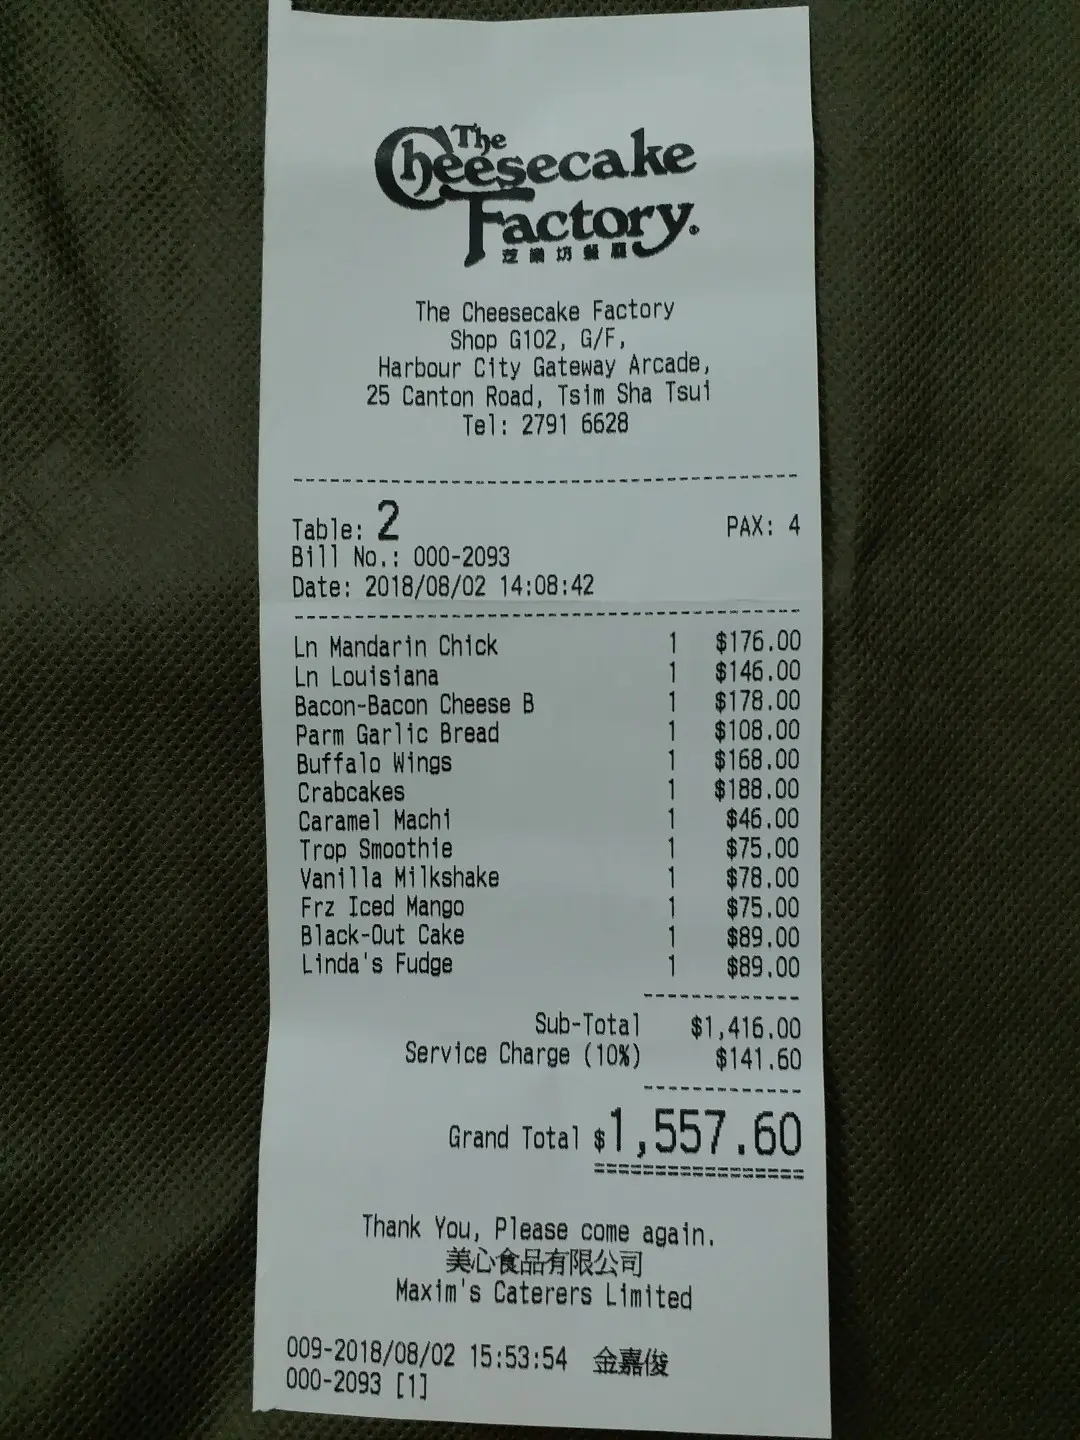 The
Cheesecake
Factory®
芝樂坊餐廳
The Cheesecake Factory
Shop G102, G/F,
Harbour City Gateway Arcade,
25 Canton Road, Tsim Sha Tsui
Tel: 2791 6628
Table: 2 PAX: 4
Bill No.: 000-2093
Date: 2018/08/02 14:08:42
Ln Mandarin Chick 1 $176.00
Ln Louisiana 1 $146.00
Bacon-Bacon Cheese B 1 $178.00
Parm Garlic Bread 1 $108.00
Buffalo Wings 1 $168.00
Crabcakes 1 $188.00
Caramel Machi 1 $46.00
Trop Smoothie 1 $75.00
Vanilla Milkshake 1 $78.00
Frz Iced Mango 1 $75.00
Black-Out Cake 1 $89.00
Linda's Fudge 1 $89.00
Sub-Total $1,416.00
Service Charge (10%) $141.60
Grand Total $1,557.60
Thank You, Please come again.
美心食品有限公司
Maxim's Caterers Limited
009-2018/08/02 15:53:54 金嘉俊
000-2093 [1]